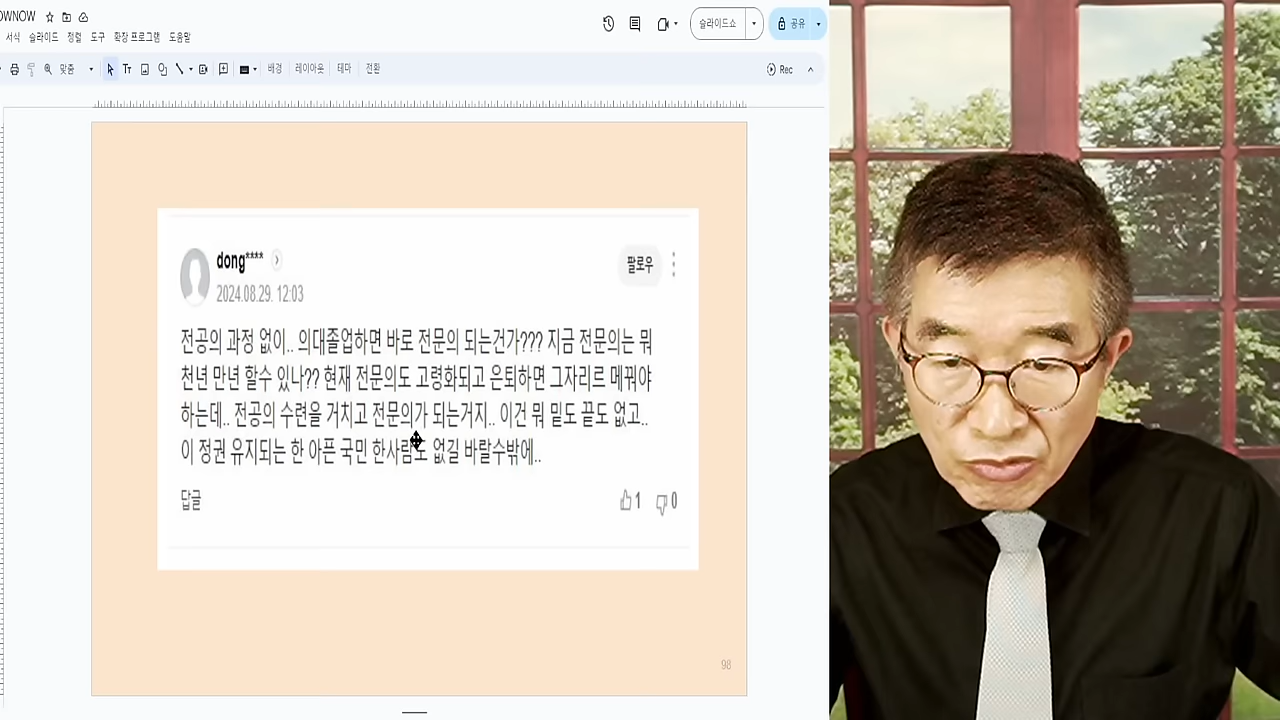 OWNOW
서식 슬라이드 정렬 도구 확장 프로그램 도움말
슬라이드쇼
공유
맞춤
Tт
배경 레이아웃 테마 전환
Rec
dong****
팔로우
2024.08.29. 12:03
전공의 과정 없이.. 의대졸업하면 바로 전문의 되는건가??? 지금 전문의는 뭐
천년 만년 할수 있나?? 현재 전문의도 고령화되고 은퇴하면 그자리르 메꿔야
하는데.. 전공의 수련을 거치고 전문의가 되는거지.. 이건 뭐 밑도 끝도 없고..
이 정권 유지되는 한 아픈 국민 한사람도 없길 바랄수밖에..
답글
1
0
98